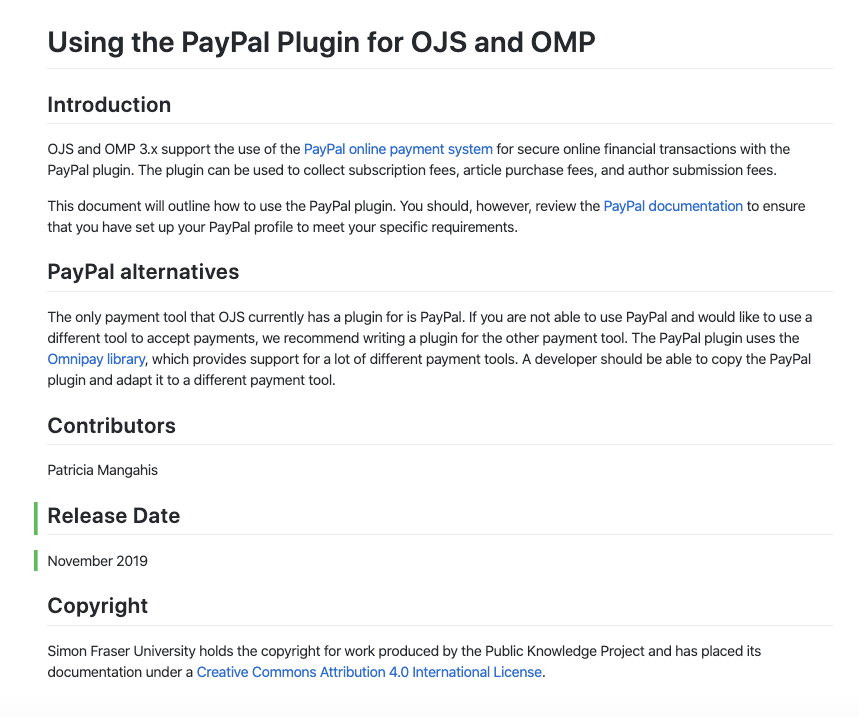 Using the PayPal Plugin for OJS and OMP
Introduction
OJS and OMP 3.x support the use of the PayPal online payment system for secure online financial transactions with the
PayPal plugin. The plugin can be used to collect subscription fees, article purchase fees, and author submission fees.
This document will outline how to use the PayPal plugin. You should, however, review the PayPal documentation to ensure
that you have set up your PayPal profile to meet your specific requirements.
PayPal alternatives
The only payment tool that OJS currently has a plugin for is PayPal. If you are not able to use PayPal and would like to use a
different tool to accept payments, we recommend writing a plugin for the other payment tool. The PayPal plugin uses the
Omnipay library, which provides support for a lot of different payment tools. A developer should be able to copy the PayPal
plugin and adapt it to a different payment tool.
Contributors
Patricia Mangahis
Release Date
November 2019
Copyright
Simon Fraser University holds the copyright for work produced by the Public Knowledge Project and has placed its
documentation under a Creative Commons Attribution 4.0 International License.